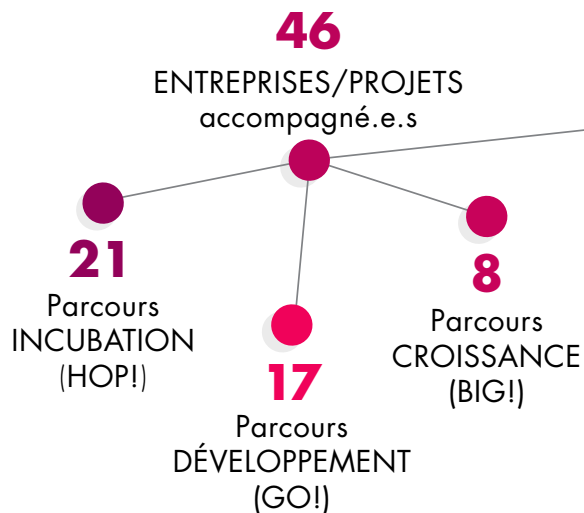 46
ENTREPRISES/PROJETS
accompagné.e.s
21
Parcours
INCUBATION
(HOP!)
17
Parcours
DÉVELOPPEMENT
(GO!)
8
Parcours
CROISSANCE
(BIG!)